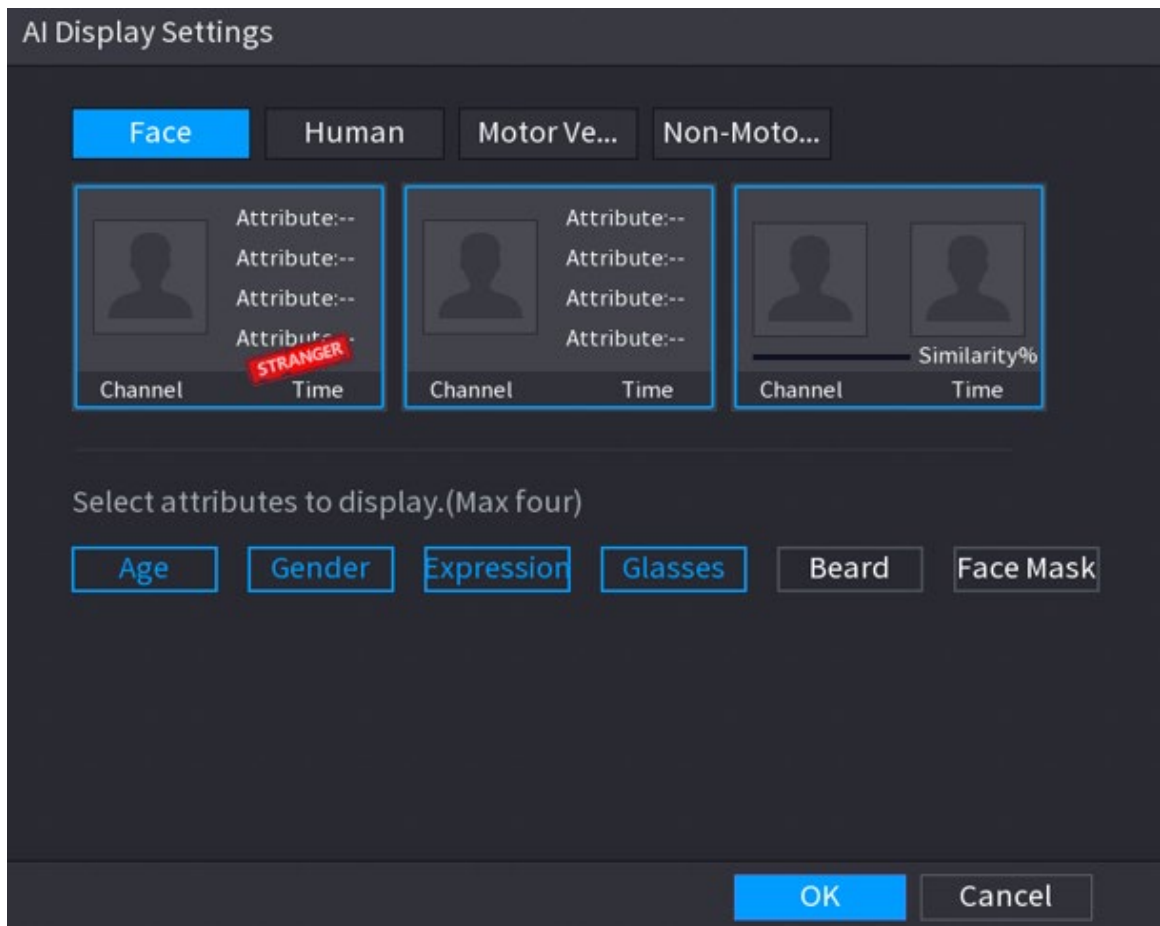 AI Display Settings
Face Human Motor Ve... Non-Moto...
Attribute:-- Attribute:--
Attribute:-- Attribute:--
Attribute:-- Attribute:--
Attribute:-- Attribute:--
STRANGER Similarity%
Channel Time Channel Time Channel Time
Select attributes to display.(Max four)
Age Gender Expression Glasses Beard Face Mask
OK Cancel